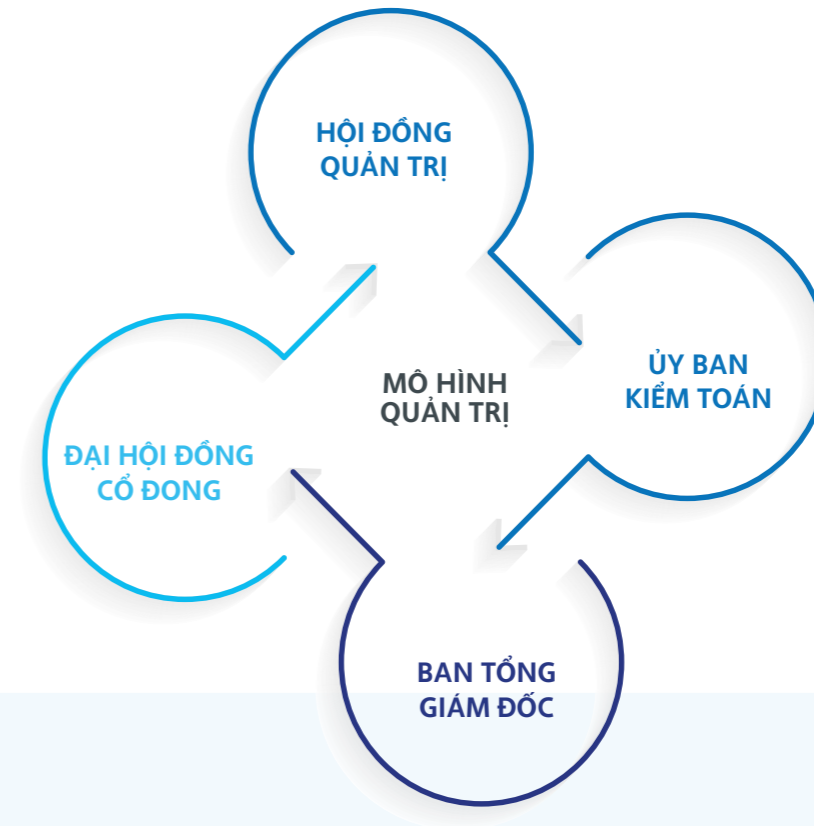 HỘI ĐỒNG
QUẢN TRỊ
ỦY BAN
KIỂM TOÁN
MÔ HÌNH
QUẢN TRỊ
ĐẠI HỘI ĐỒNG
CỔ ĐONG
BAN TỔNG
GIÁM ĐỐC